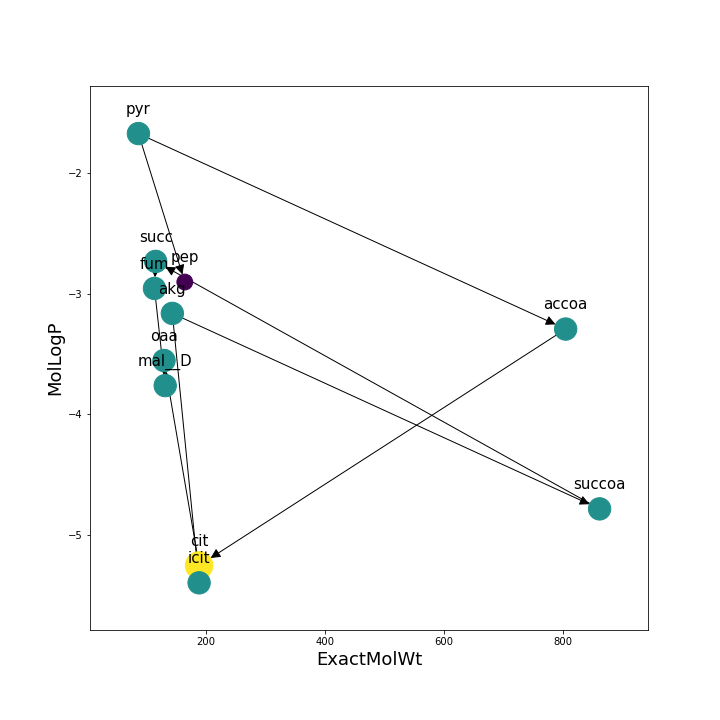 pyr
succ
pep
fum
akg
accoa
oaa
mal__D
succoa
cit
icit
−2
−3
−4
−5
MolLogP
200
400
600
800
ExactMolWt